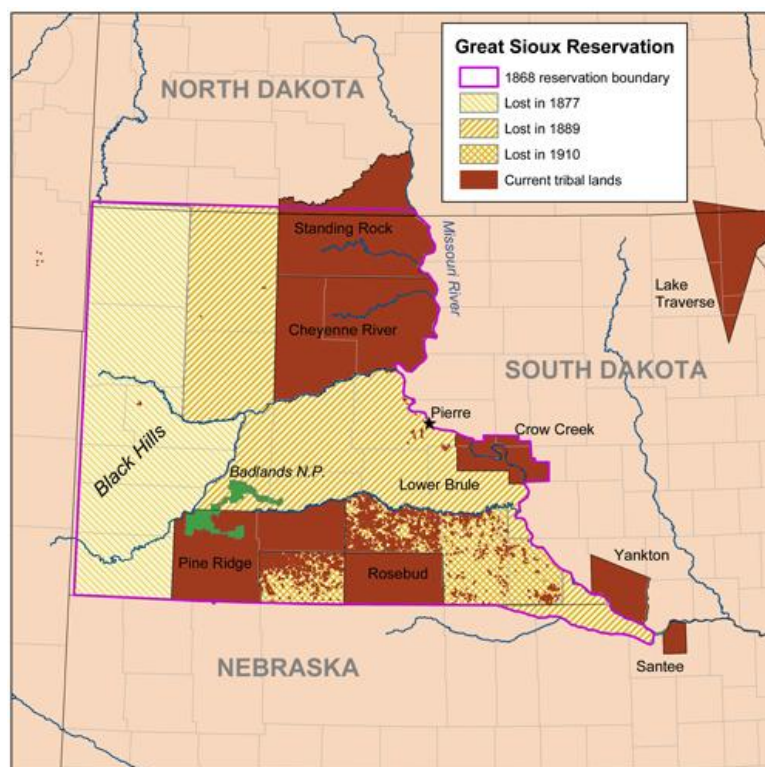 Great Sioux Reservation
1868 reservation boundary
Lost in 1877
Lost in 1889
Lost in 1910
Current tribal lands
NORTH DAKOTA
Standing Rock
Missouri River
Lake
Traverse
Cheyenne River
SOUTH DAKOTA
Pierre
Crow Creek
Black Hills
Badlands N.P.
Lower Brule
Pine Ridge
Rosebud
Yankton
NEBRASKA
Santee